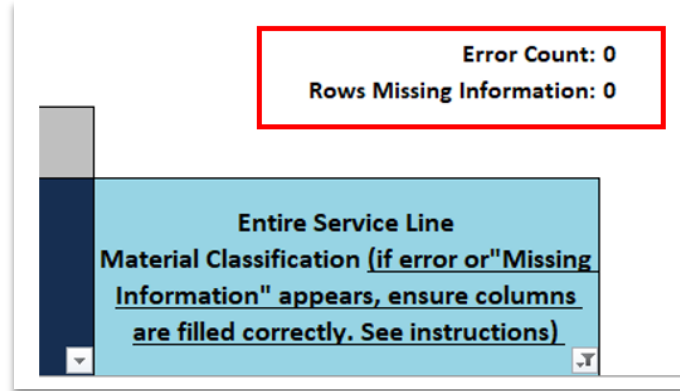 Error Count: 0
Rows Missing Information: 0
Entire Service Line
Material Classification (if error or"Missing
Information" appears, ensure columns
are filled correctly. See instructions)